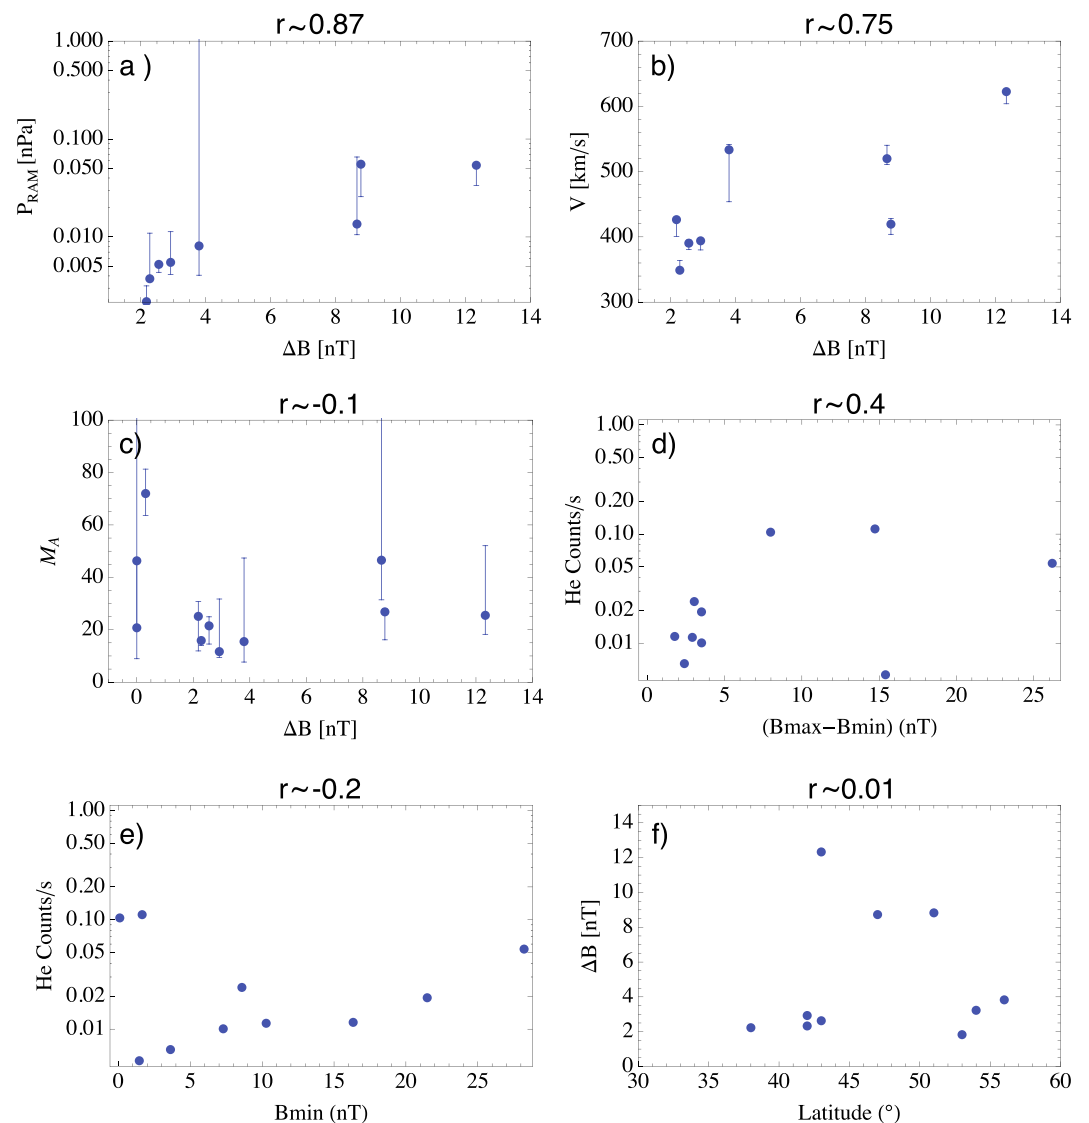 r~0.87
a )
1.000
0.500
0.100
0.050
0.010
0.005
P_RAM [nPa]
2 4 6 8 10 12 14
ΔB [nT]
r~0.75
b)
700
600
500
400
300
V [km/s]
2 4 6 8 10 12 14
ΔB [nT]
r~-0.1
c)
100
80
60
40
20
0
M_A
0 2 4 6 8 10 12 14
ΔB [nT]
r~0.4
d)
1.00
0.50
0.20
0.10
0.05
0.02
0.01
He Counts/s
0 5 10 15 20 25
(Bmax−Bmin) (nT)
r~-0.2
e)
1.00
0.50
0.20
0.10
0.05
0.02
0.01
He Counts/s
0 5 10 15 20 25
Bmin (nT)
r~0.01
f)
14
12
10
8
6
4
2
0
ΔB [nT]
30 35 40 45 50 55 60
Latitude (°)